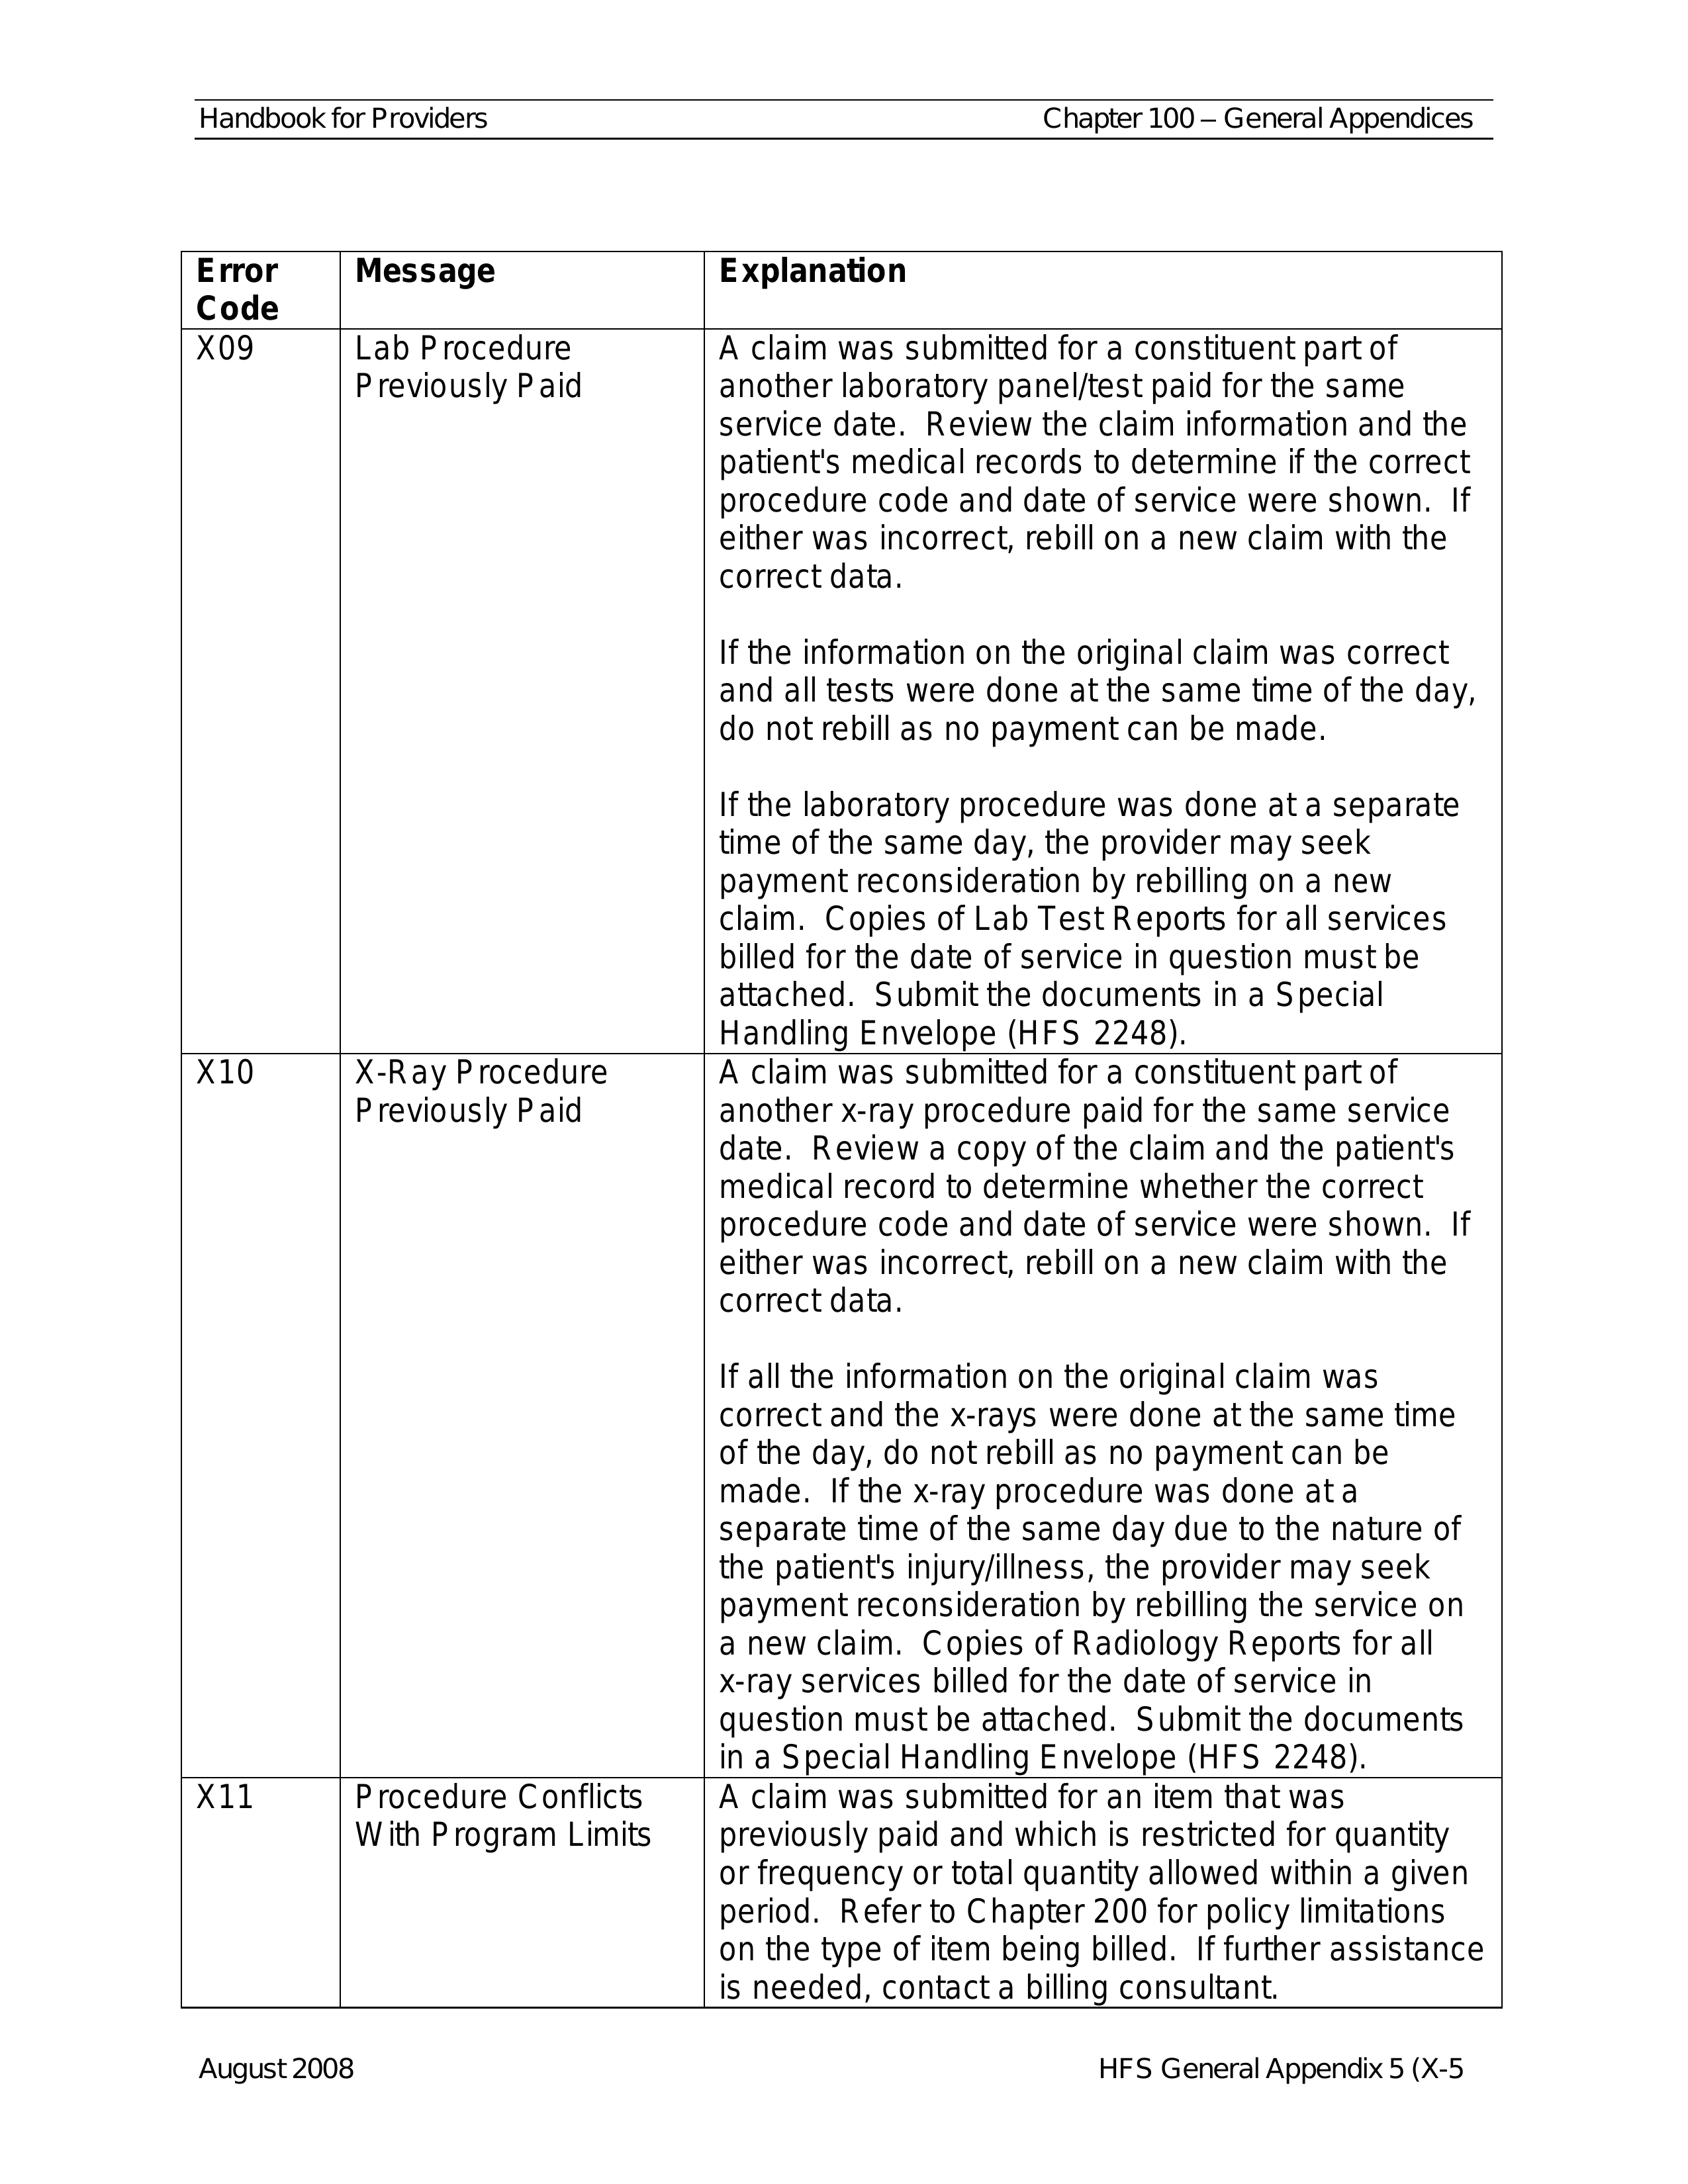 Handbook for Providers Chapter 100 – General Appendices
Error Code Message Explanation
X09 Lab Procedure Previously Paid
A claim was submitted for a constituent part of
another laboratory panel/test paid for the same
service date.  Review the claim information and the
patient's medical records to determine if the correct
procedure code and date of service were shown.  If
either was incorrect, rebill on a new claim with the
correct data.
If the information on the original claim was correct
and all tests were done at the same time of the day,
do not rebill as no payment can be made.
If the laboratory procedure was done at a separate
time of the same day, the provider may seek
payment reconsideration by rebilling on a new
claim.  Copies of Lab Test Reports for all services
billed for the date of service in question must be
attached.  Submit the documents in a Special
Handling Envelope (HFS 2248).
X10 X-Ray Procedure Previously Paid
A claim was submitted for a constituent part of
another x-ray procedure paid for the same service
date.  Review a copy of the claim and the patient's
medical record to determine whether the correct
procedure code and date of service were shown.  If
either was incorrect, rebill on a new claim with the
correct data.
If all the information on the original claim was
correct and the x-rays were done at the same time
of the day, do not rebill as no payment can be
made.  If the x-ray procedure was done at a
separate time of the same day due to the nature of
the patient's injury/illness, the provider may seek
payment reconsideration by rebilling the service on
a new claim.  Copies of Radiology Reports for all
x-ray services billed for the date of service in
question must be attached.  Submit the documents
in a Special Handling Envelope (HFS 2248).
X11 Procedure Conflicts With Program Limits
A claim was submitted for an item that was
previously paid and which is restricted for quantity
or frequency or total quantity allowed within a given
period.  Refer to Chapter 200 for policy limitations
on the type of item being billed.  If further assistance
is needed, contact a billing consultant.
August 2008 HFS General Appendix 5 (X-5